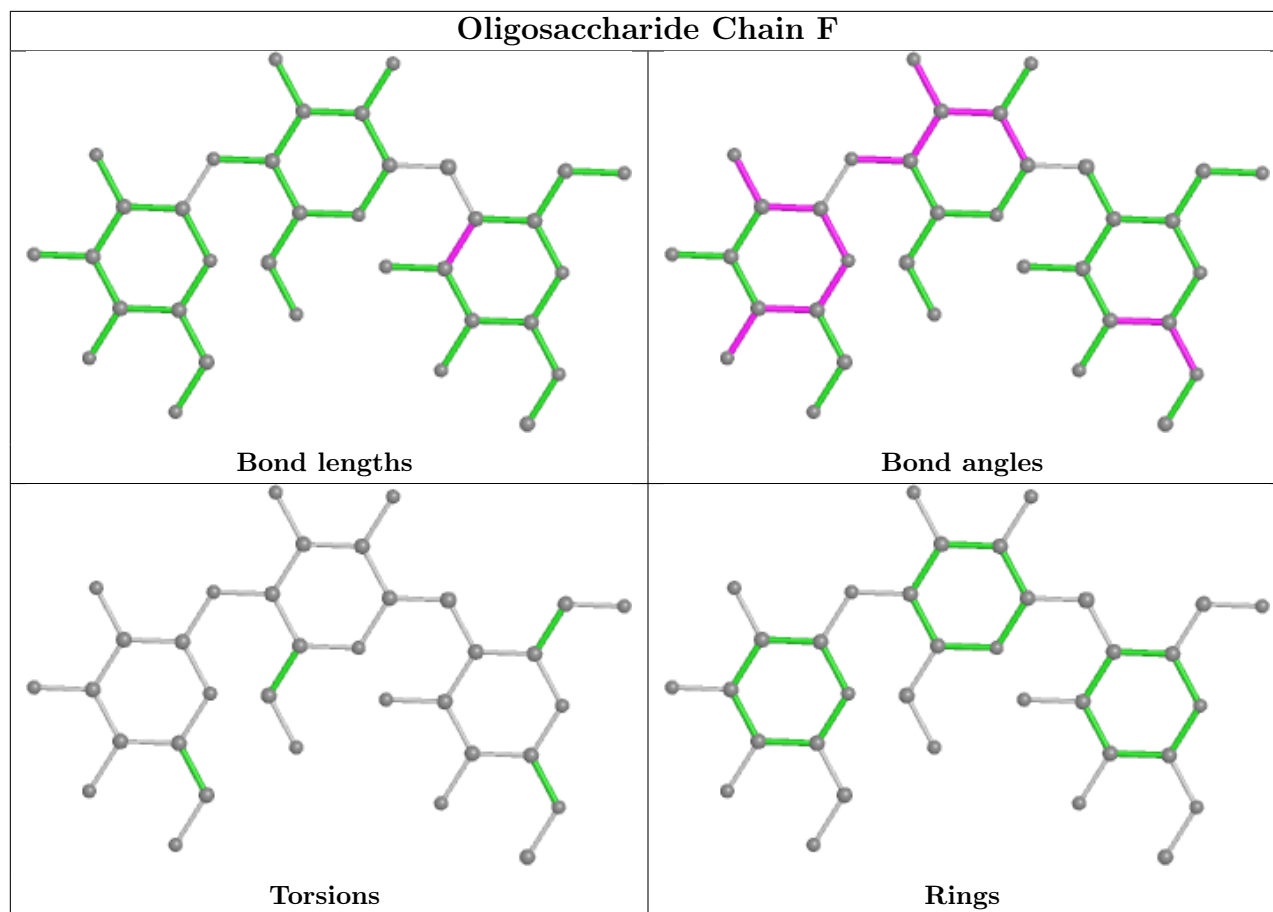 Oligosaccharide Chain F
Bond lengths
Bond angles
Torsions
Rings